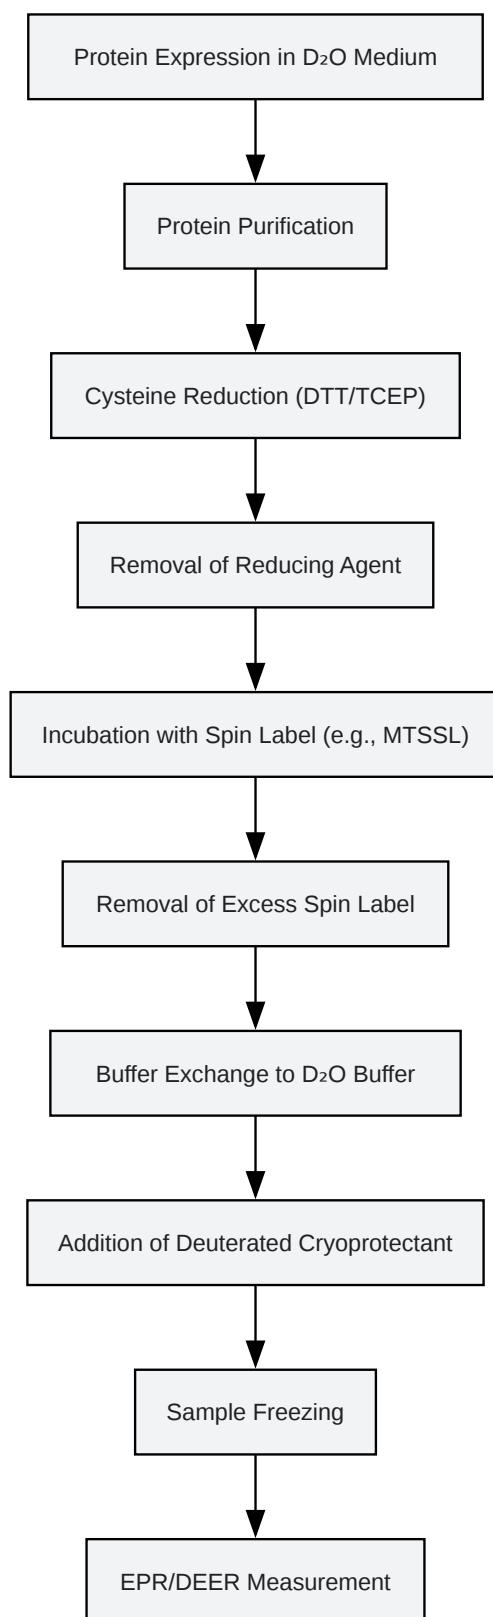 Protein Expression in D₂O Medium
Protein Purification
Cysteine Reduction (DTT/TCEP)
Removal of Reducing Agent
Incubation with Spin Label (e.g., MTSSL)
Removal of Excess Spin Label
Buffer Exchange to D₂O Buffer
Addition of Deuterated Cryoprotectant
Sample Freezing
EPR/DEER Measurement